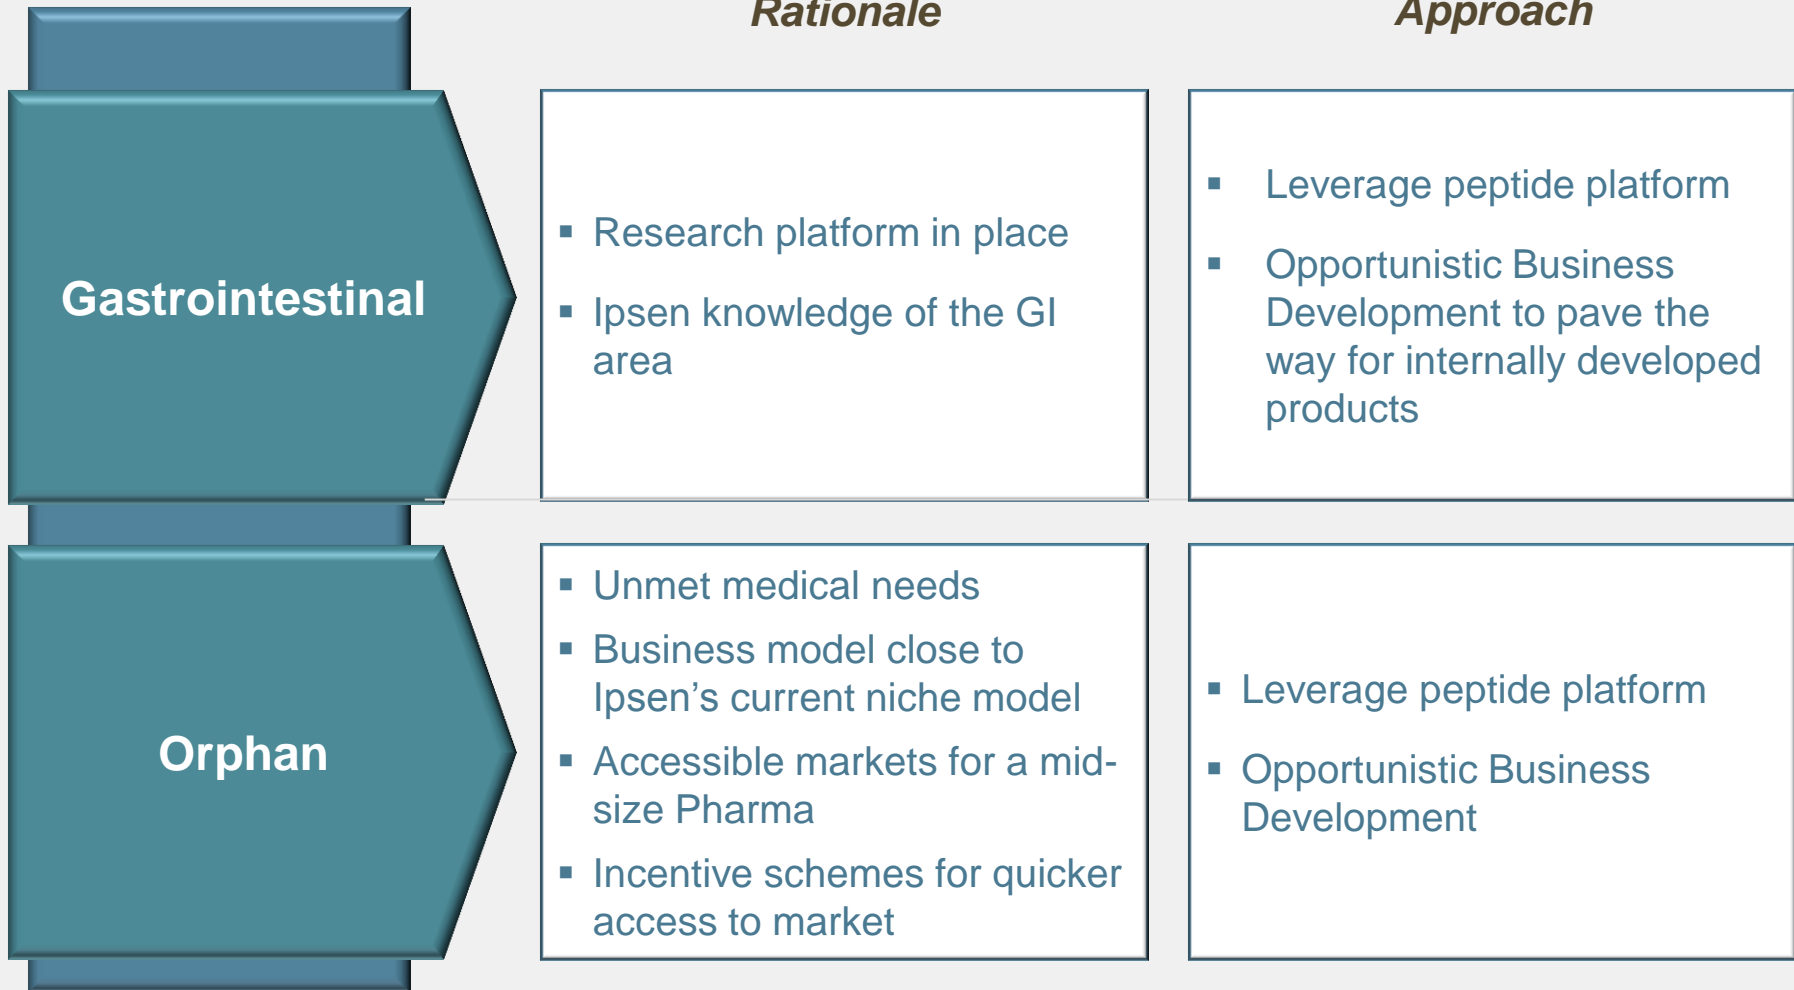 Rationale
Approach
Gastrointestinal
▪ Research platform in place
▪ Ipsen knowledge of the GI
area
▪ Leverage peptide platform
▪ Opportunistic Business
Development to pave the
way for internally developed
products
Orphan
▪ Unmet medical needs
▪ Business model close to
Ipsen’s current niche model
▪ Accessible markets for a mid-
size Pharma
▪ Incentive schemes for quicker
access to market
▪ Leverage peptide platform
▪ Opportunistic Business
Development